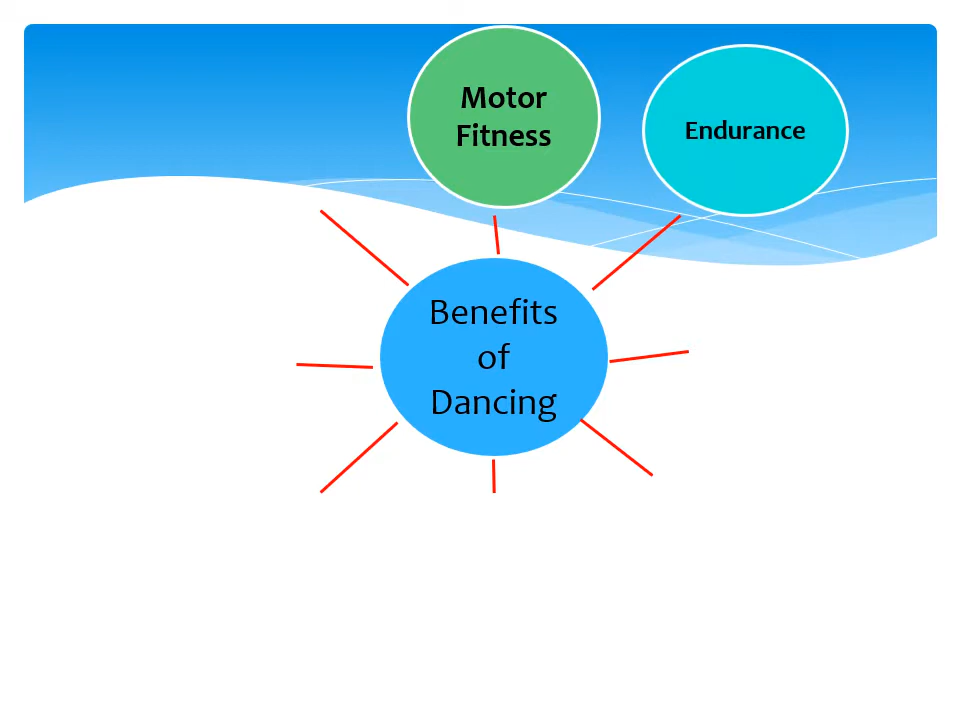 Motor
Fitness
Endurance
Benefits
of
Dancing